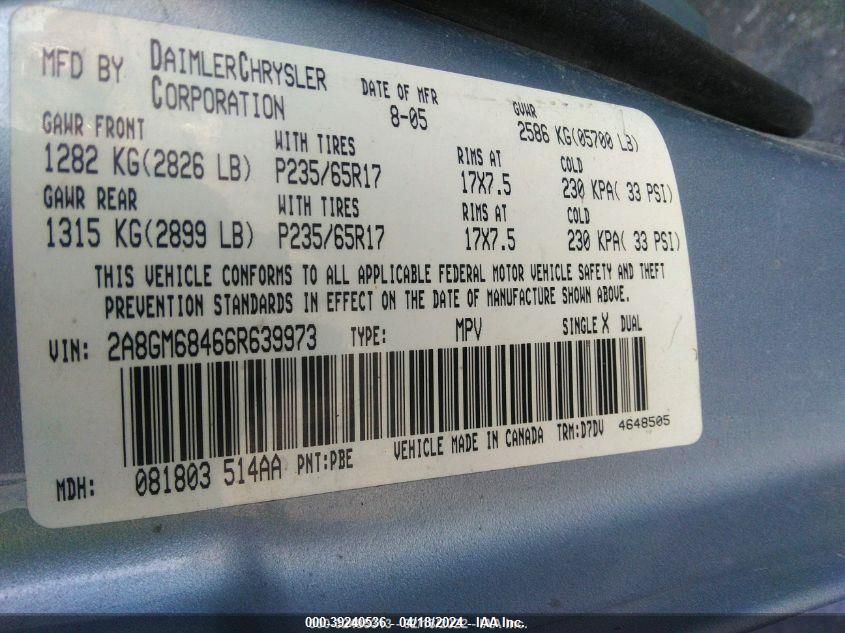 MFD BY DAIMLERCHRYSLER CORPORATION
DATE OF MFR 8-05
GVWR 2586 KG(05700 LB)
GAWR FRONT WITH TIRES RIMS AT COLD
1282 KG(2826 LB) P235/65R17 17X7.5 230 KPA( 33 PSI)
GAWR REAR WITH TIRES RIMS AT COLD
1315 KG(2899 LB) P235/65R17 17X7.5 230 KPA( 33 PSI)
THIS VEHICLE CONFORMS TO ALL APPLICABLE FEDERAL MOTOR VEHICLE SAFETY AND THEFT
PREVENTION STANDARDS IN EFFECT ON THE DATE OF MANUFACTURE SHOWN ABOVE.
VIN: 2A8GM68466R639973 TYPE: MPV SINGLE X DUAL
MDH: 081803 514AA PNT:PBE VEHICLE MADE IN CANADA TRM:D7DV 4648505
000.39240536 - 04/18/2024 - IAA Inc.